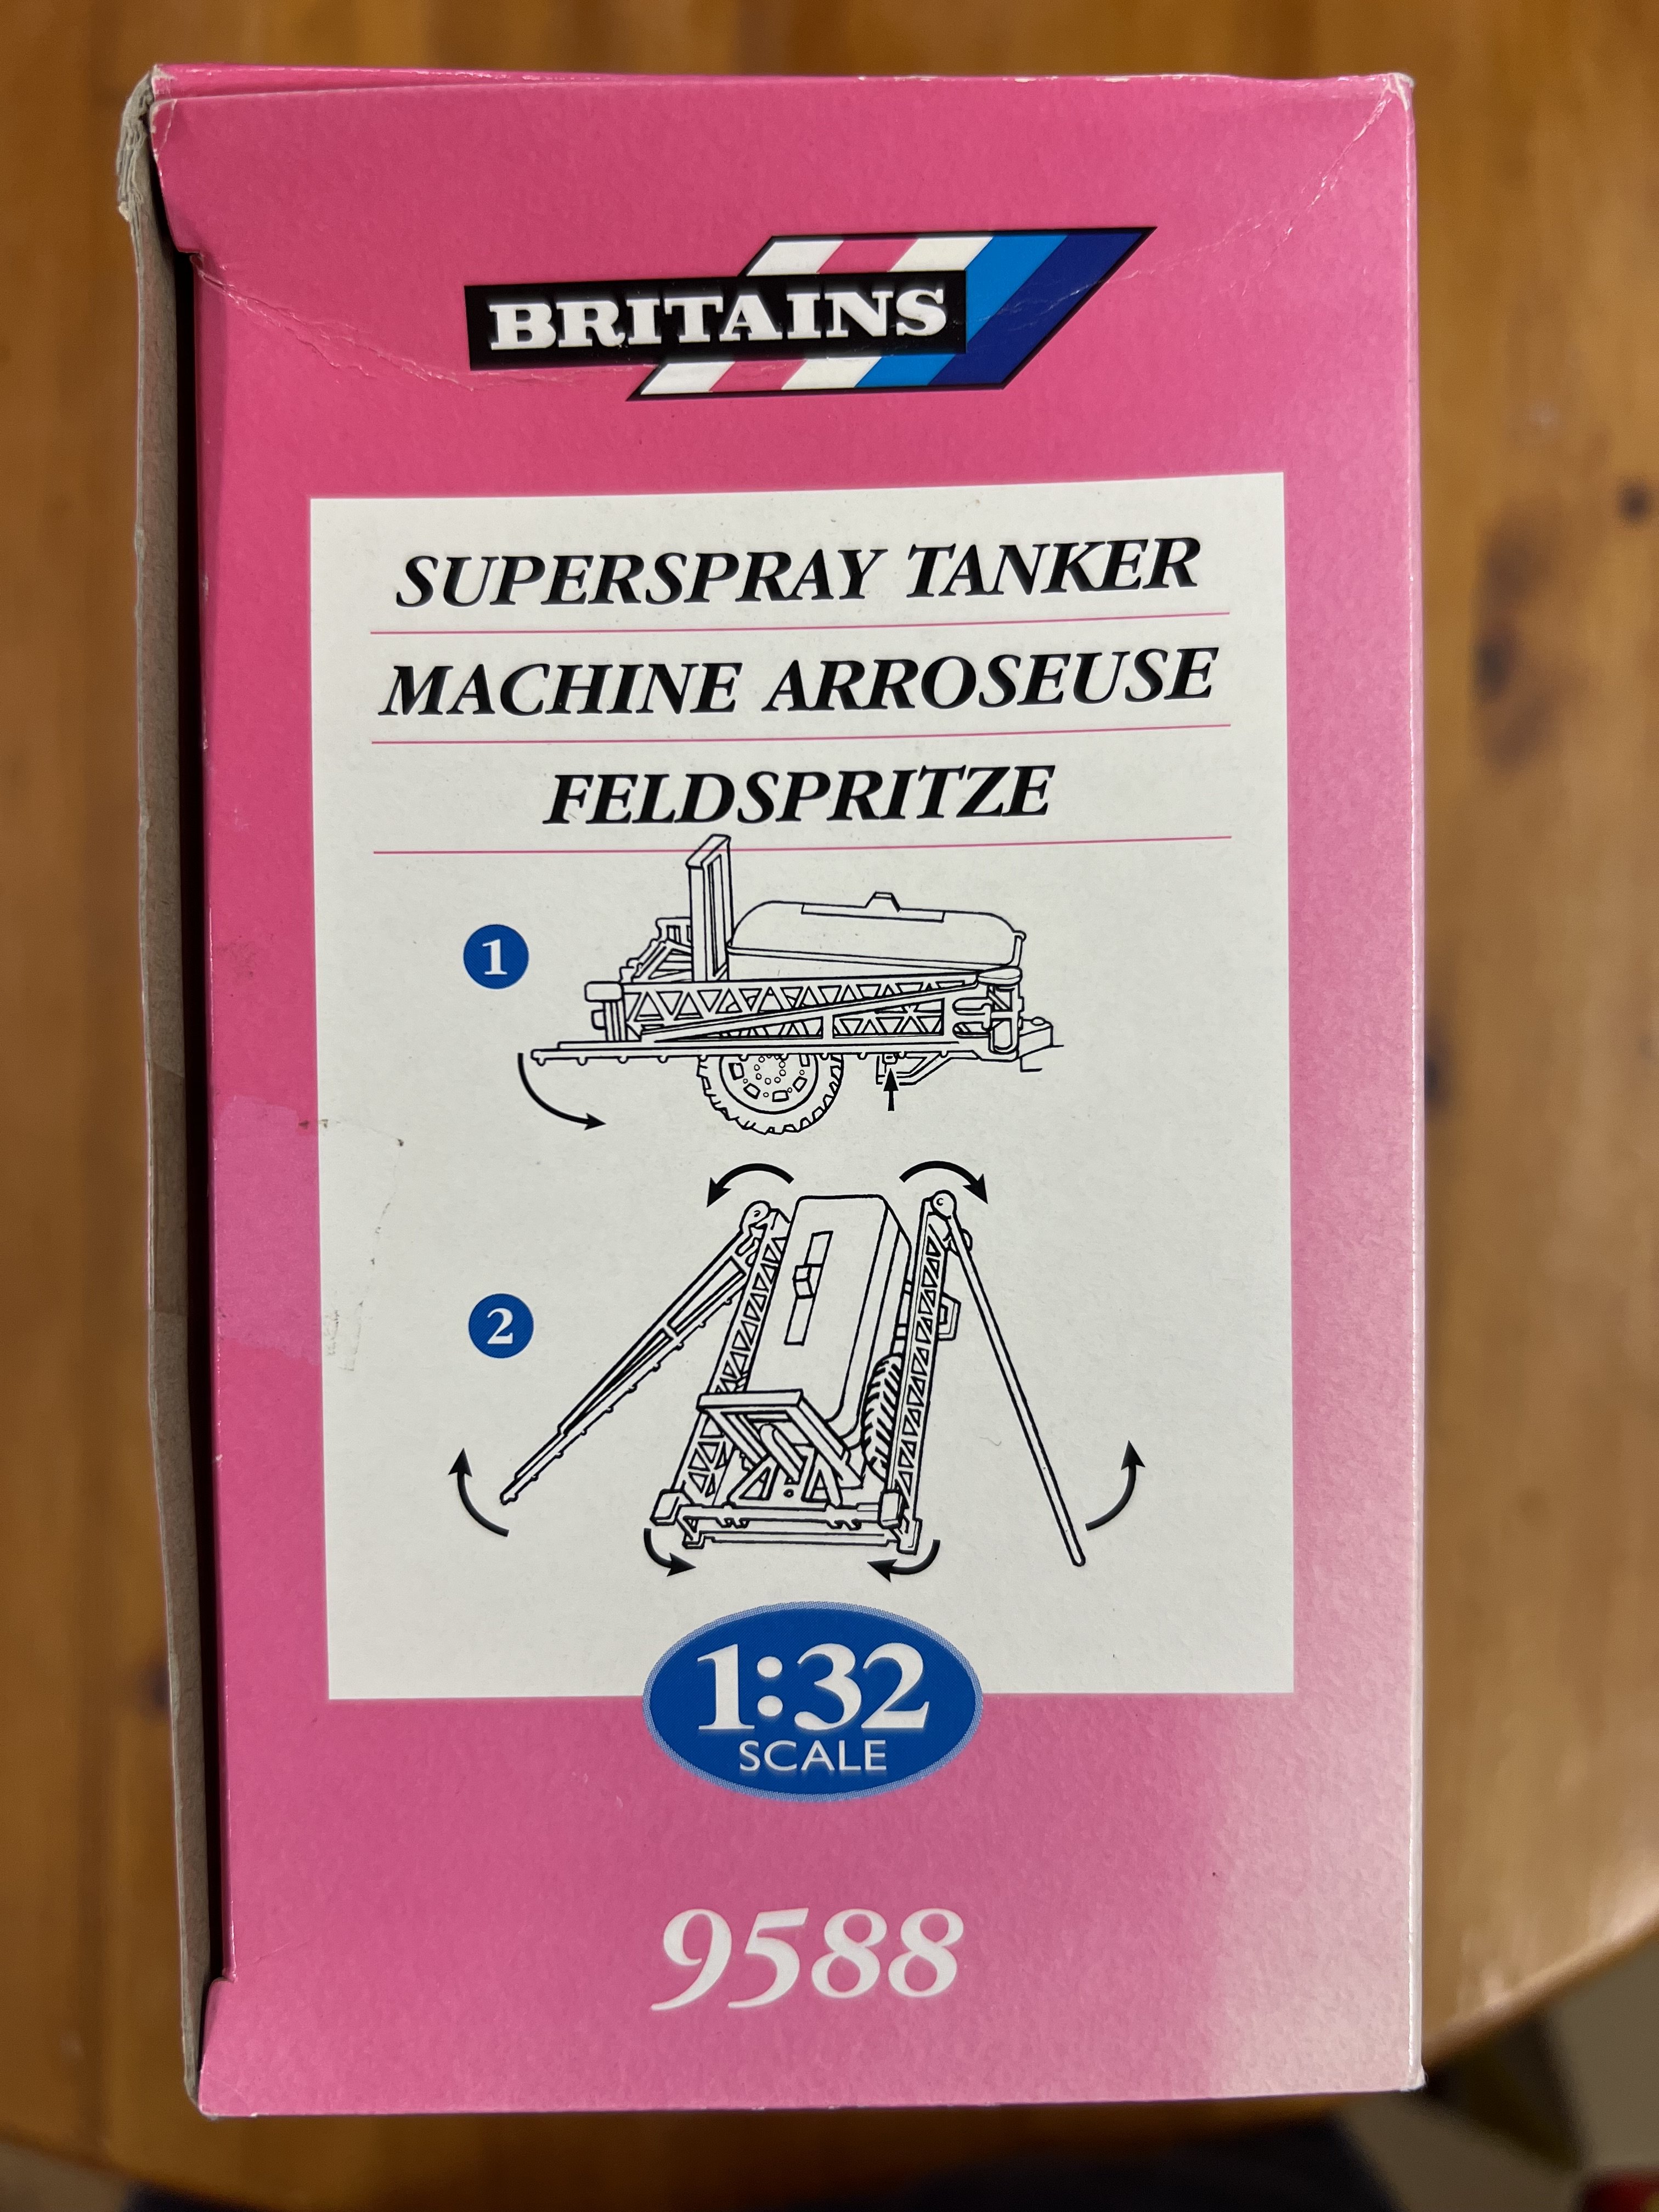 BRITAINS
SUPERSPRAY TANKER
MACHINE ARROSEUSE
FELDSPRITZE
1
2
1:32
SCALE
9588